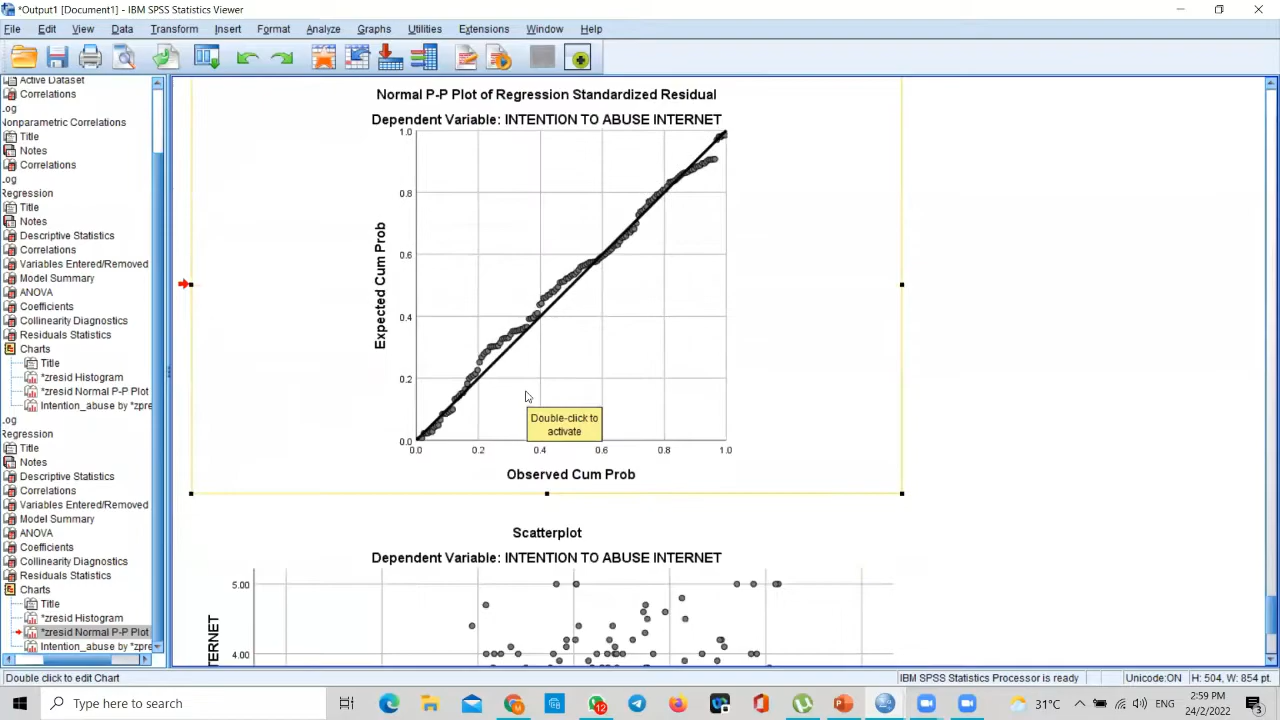 *Output1 [Document1] - IBM SPSS Statistics Viewer
File Edit View Data Transform Insert Format Analyze Graphs Utilities Extensions Window Help
Active Dataset
Correlations
.og
Nonparametric Correlations
Title
Notes
Correlations
.og
Regression
Title
Notes
Descriptive Statistics
Correlations
Variables Entered/Removed
Model Summary
ANOVA
Coefficients
Collinearity Diagnostics
Residuals Statistics
Charts
Title
*zresid Histogram
*zresid Normal P-P Plot
Intention_abuse by *zpre
.og
Regression
Title
Notes
Descriptive Statistics
Correlations
Variables Entered/Removed
Model Summary
ANOVA
Coefficients
Collinearity Diagnostics
Residuals Statistics
Charts
Title
*zresid Histogram
*zresid Normal P-P Plot
Intention_abuse by *zpre
Normal P-P Plot of Regression Standardized Residual
Dependent Variable: INTENTION TO ABUSE INTERNET
1.0
0.8
0.6
0.4
0.2
0.0
Expected Cum Prob
0.0 0.2 0.4 0.6 0.8 1.0
Observed Cum Prob
Double-click to
activate
Scatterplot
Dependent Variable: INTENTION TO ABUSE INTERNET
5.00
4.00
TERNET
Double click to edit Chart
IBM SPSS Statistics Processor is ready
Unicode:ON
H: 504, W: 854 pt.
Type here to search
12
31°C
ENG
2:59 PM
24/2/2022